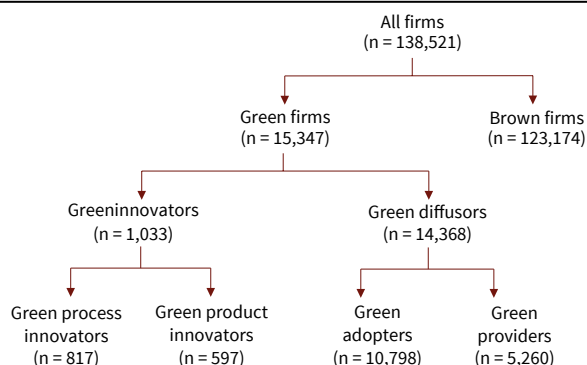 All firms
(n = 138,521)
Green firms
(n = 15,347)
Brown firms
(n = 123,174)
Greeninnovators
(n = 1,033)
Green diffusors
(n = 14,368)
Green process
innovators
(n = 817)
Green product
innovators
(n = 597)
Green
adopters
(n = 10,798)
Green
providers
(n = 5,260)